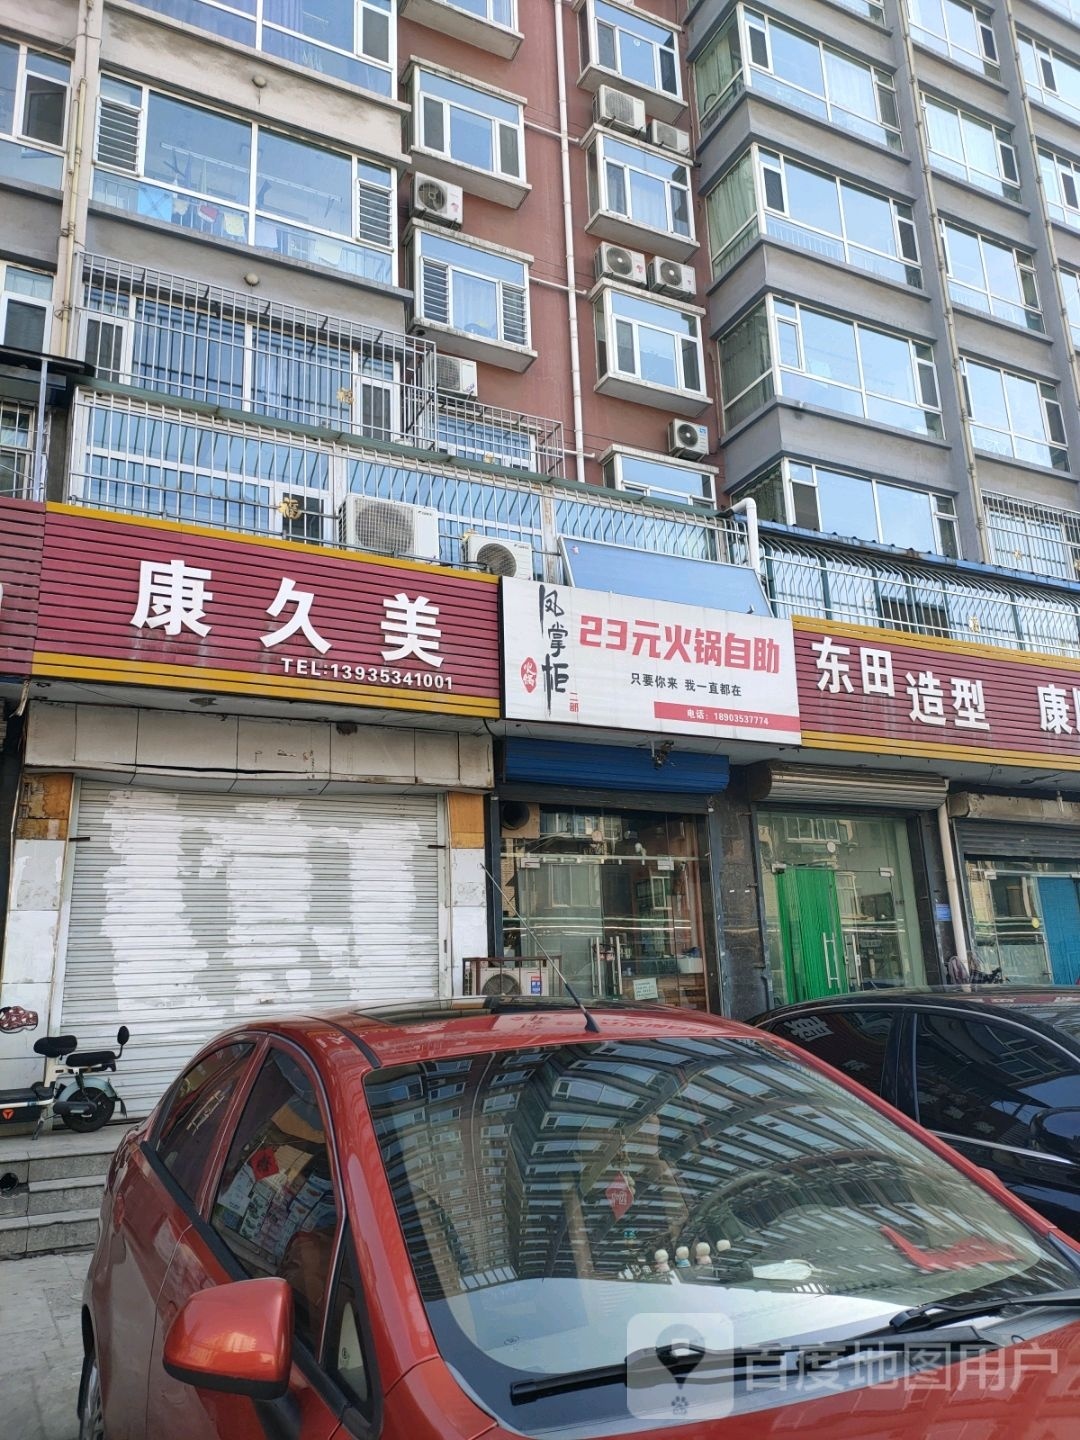 康久美
TEL:13935341001
凤掌柜
火锅
二部
23元火锅自助
只要你来 我一直都在
电话：18903537774
东田造型
康
百度地图用户